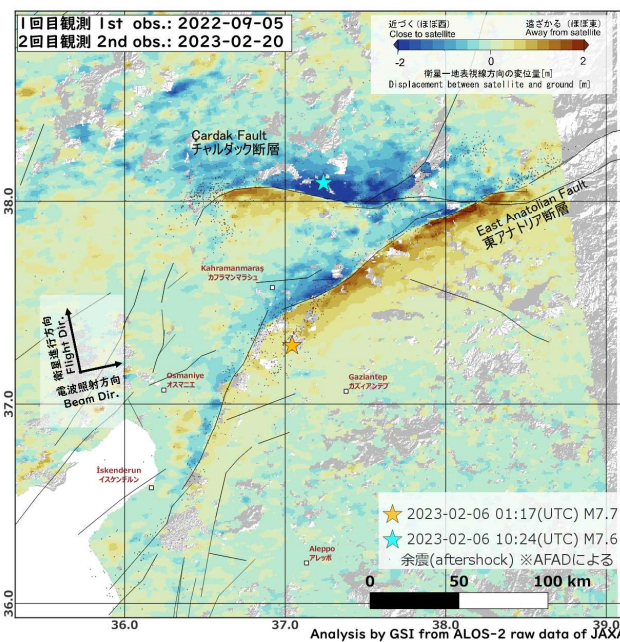 1回目観測 1st obs.: 2022-09-05
2回目観測 2nd obs.: 2023-02-20
近づく（ほぼ西）
Close to satellite
遠ざかる（ほぼ東）
Away from satellite
-2
0
2
衛星－地表視線方向の変位量[m]
Displacement between satellite and ground [m]
Çardak Fault
チャルダック断層
38.0
East Anatolian Fault
東アナトリア断層
Kahramanmaraş
カフラマンマラシュ
衛星進行方向
Flight Dir.
電波照射方向
Beam Dir.
Osmaniye
オスマニエ
Gaziantep
ガズィアンテプ
37.0
İskenderun
イスケンデルン
Aleppo
アレッポ
2023-02-06 01:17(UTC) M7.7
2023-02-06 10:24(UTC) M7.6
余震(aftershock) ※AFADによる
0
50
100 km
36.0
36.0
37.0
38.0
39.0
Analysis by GSI from ALOS-2 raw data of JAXA